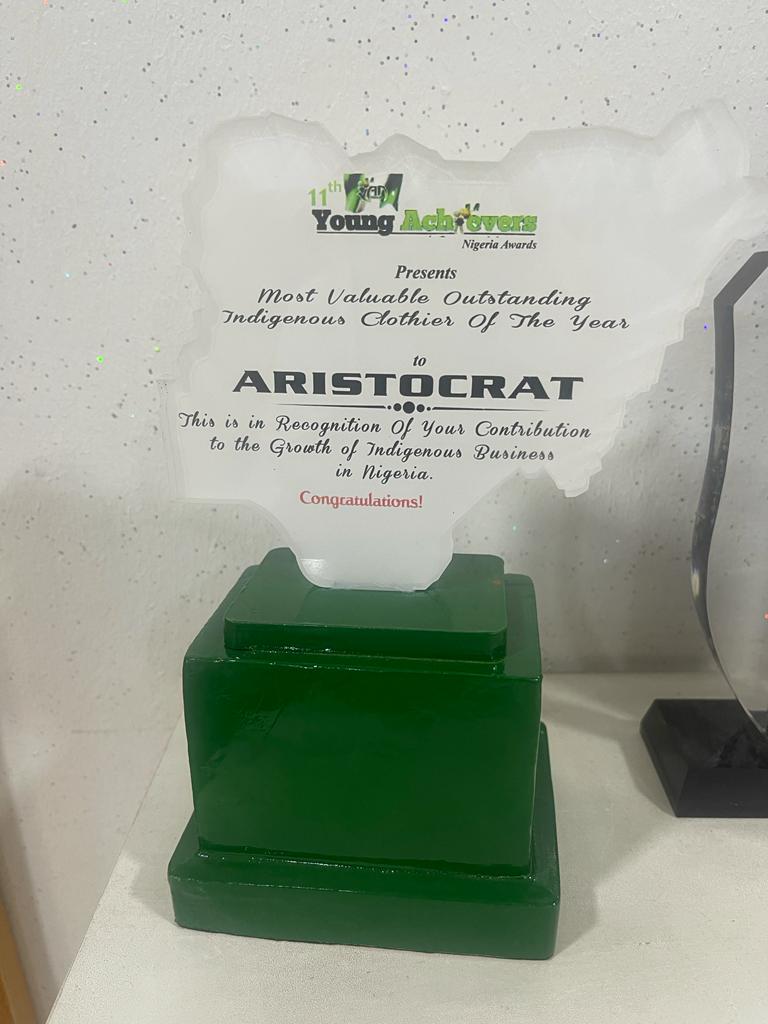 11th YAN
Young Achievers
Nigeria Awards
Presents
Most Valuable Outstanding
Indigenous Clothier Of The Year
to
ARISTOCRAT
This is in Recognition Of Your Contribution
to the Growth of Indigenous Business
in Nigeria.
Congratulations!